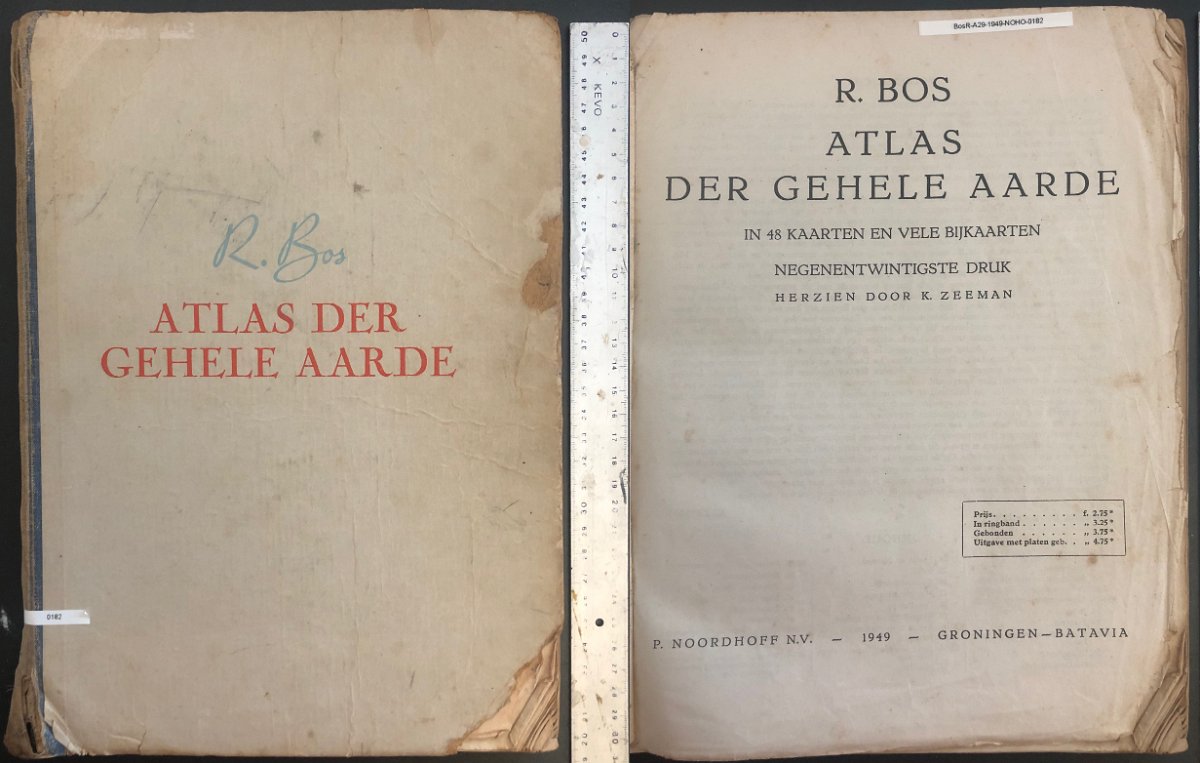 R. Bos
ATLAS DER
GEHELE AARDE
0182
KEVO
BosR-A29-1949-NOHO-0182
R. BOS
ATLAS
DER GEHELE AARDE
IN 48 KAARTEN EN VELE BIJKAARTEN
NEGENENTWINTIGSTE DRUK
HERZIEN DOOR K. ZEEMAN
Prijs. . . . . . . . . f. 2.75*
In ringband . . . . . . „ 3.25*
Gebonden . . . . . . „ 3.75*
Uitgave met platen geb. . „ 4.75*
P. NOORDHOFF N.V. — 1949 — GRONINGEN—BATAVIA